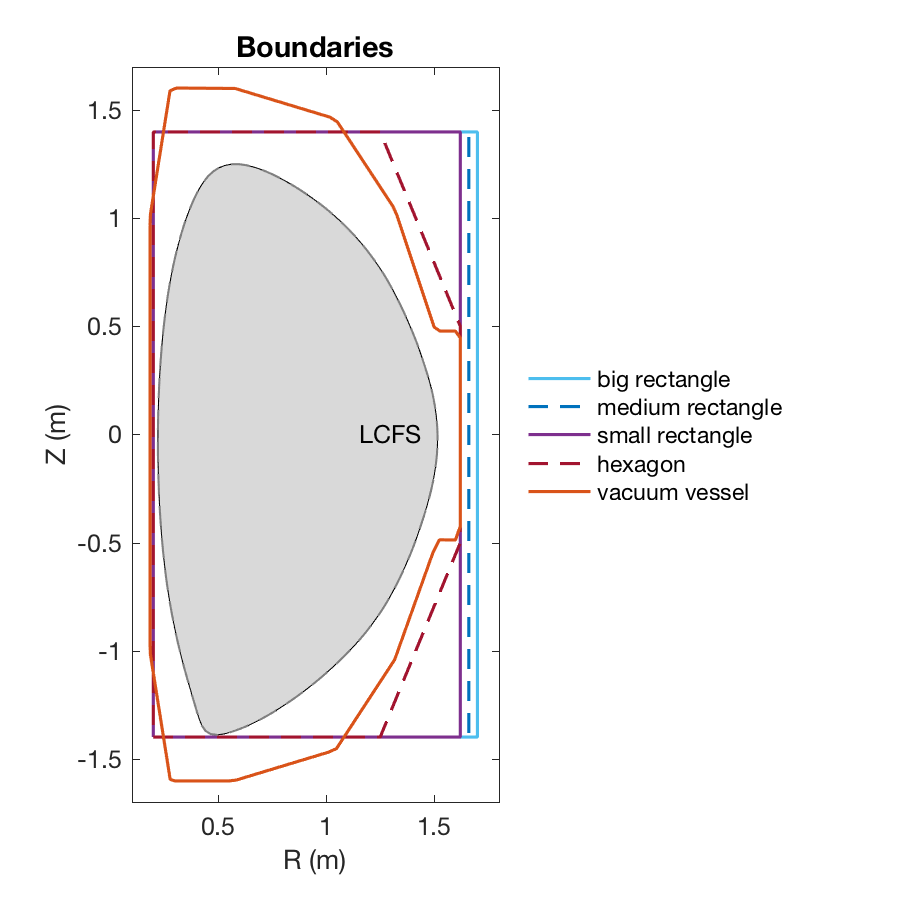 Boundaries
1.5
1
0.5
0
-0.5
-1
-1.5
Z (m)
LCFS
0.5
1
1.5
R (m)
big rectangle
medium rectangle
small rectangle
hexagon
vacuum vessel